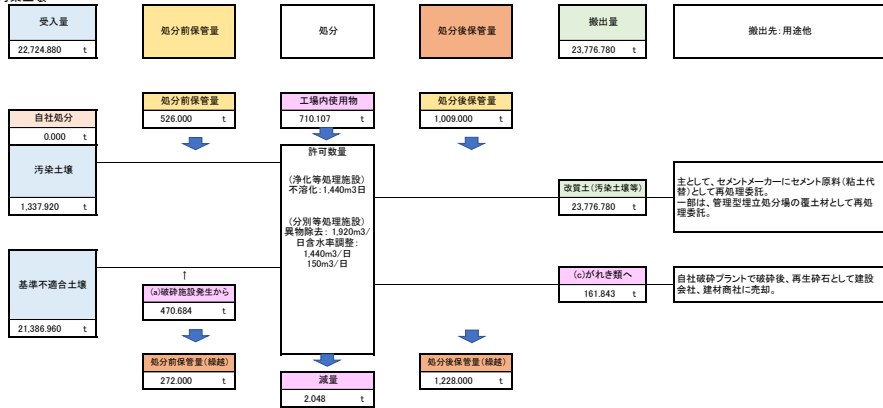 受入量
22,724.880 t
処分前保管量
処分
処分後保管量
搬出量
23,776.780 t
搬出先:用途他
処分前保管量
526.000 t
工場内使用物
710.107 t
処分後保管量
1,009.000 t
自社処分
0.000 t
汚染土壌
1,337.920 t
許可数量
(浄化等処理施設)
不溶化:1,440m3日
(分別等処理施設)
異物除去:1,920m3/
日含水率調整:
1,440m3/日
150m3/日
改質土(汚染土壌等)
23,776.780 t
主として、セメントメーカーにセメント原料(粘土代
替)として再処理委託。
一部は、管理型埋立処分場の覆土材として再処
理委託。
基準不適合土壌
21,386.960 t
↑
(a)破砕施設発生から
470.684 t
(c)がれき類へ
161.843 t
自社破砕プラントで破砕後、再生砕石として建設
会社、建材商社に売却。
処分前保管量(繰越)
272.000 t
減量
2.048 t
処分後保管量(繰越)
1,228.000 t